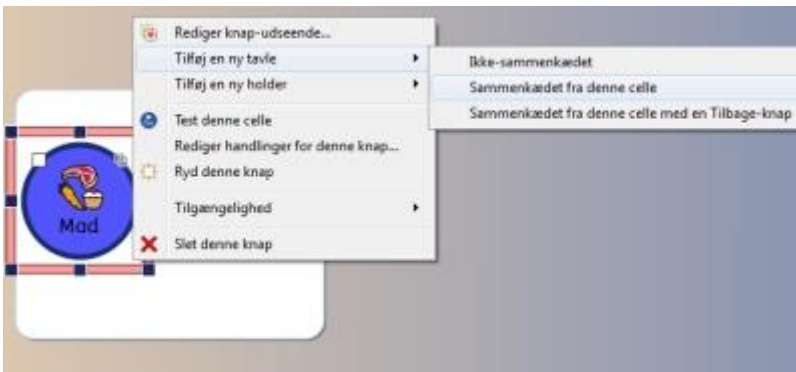 Rediger knap-udseende...
Tilføj en ny tavle
Tilføj en ny holder
Test denne celle
Rediger handlinger for denne knap...
Ryd denne knap
Tilgængelighed
Slet denne knap
Ikke-sammenkædet
Sammenkædet fra denne celle
Sammenkædet fra denne celle med en Tilbage-knap
Mad